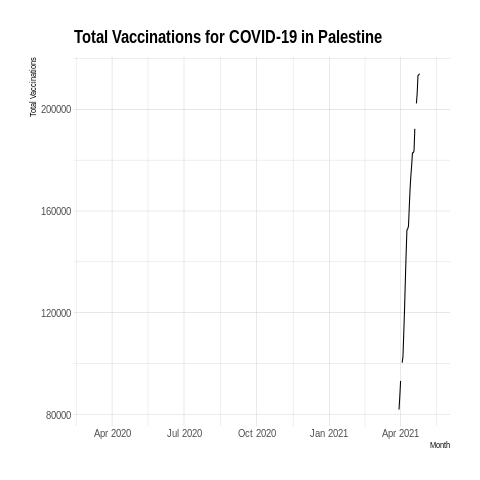 Total Vaccinations for COVID-19 in Palestine
Total Vaccinations
200000
160000
120000
80000
Apr 2020 Jul 2020 Oct 2020 Jan 2021 Apr 2021
Month